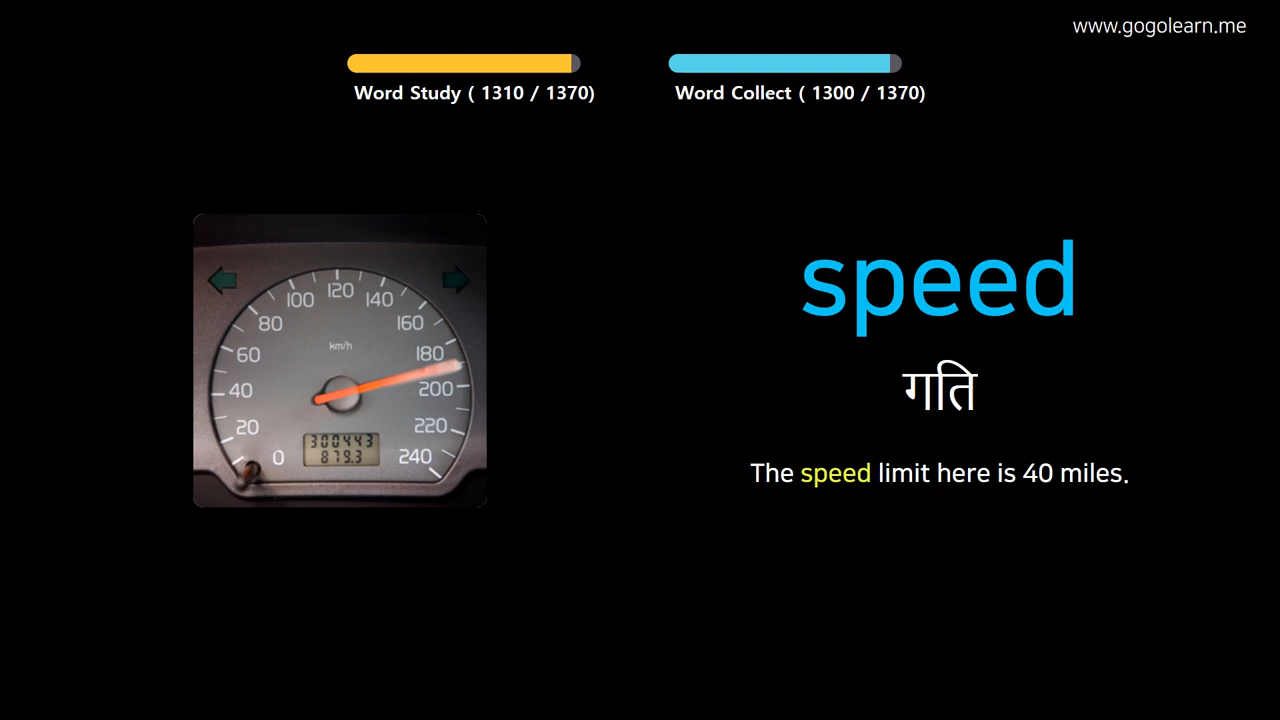 www.gogolearn.me
Word Study ( 1310 / 1370)
Word Collect ( 1300 / 1370)
speed
गति
The speed limit here is 40 miles.
0
20
40
60
80
100
120
140
160
180
200
220
240
km/h
300443
879.3